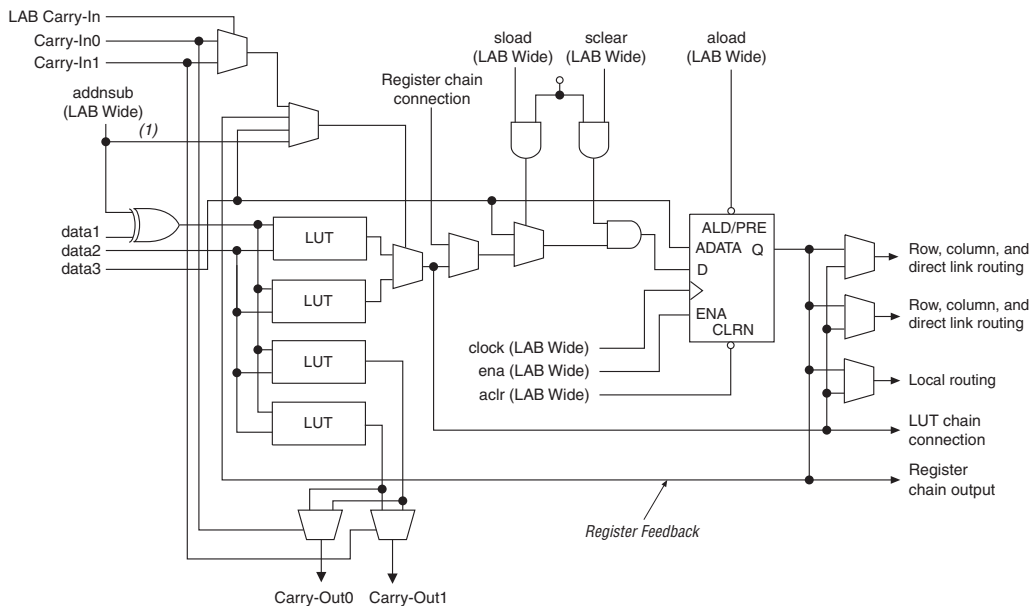 LAB Carry-In
Carry-In0
Carry-In1
addnsub
(LAB Wide)
(1)
Register chain
connection
sload
(LAB Wide)
sclear
(LAB Wide)
aload
(LAB Wide)
data1
data2
data3
LUT
LUT
LUT
LUT
ALD/PRE
ADATA
Q
D
ENA
CLRN
clock (LAB Wide)
ena (LAB Wide)
aclr (LAB Wide)
Row, column, and
direct link routing
Row, column, and
direct link routing
Local routing
LUT chain
connection
Register
chain output
Register Feedback
Carry-Out0
Carry-Out1